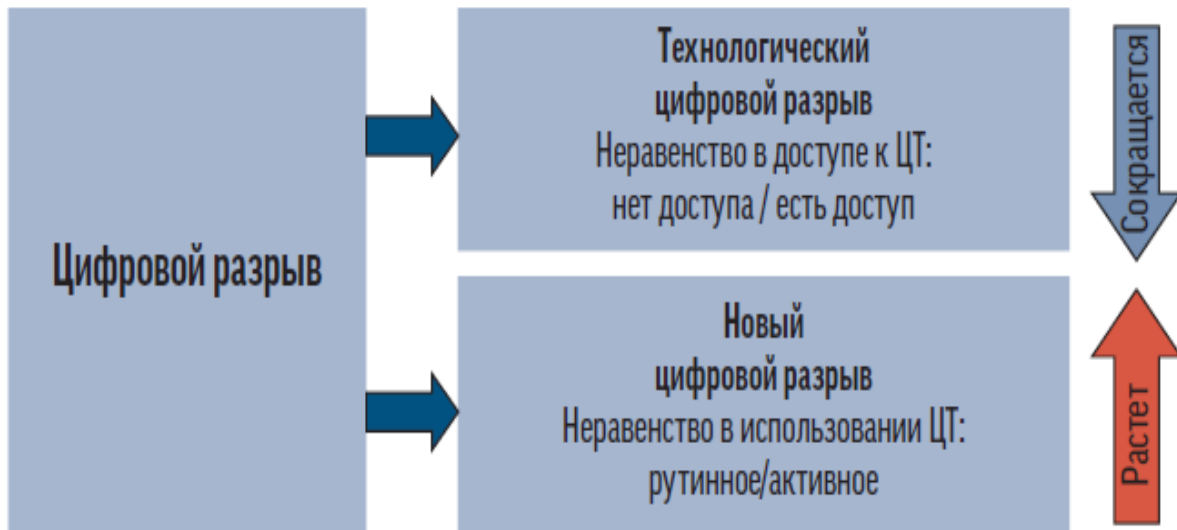 Цифровой разрыв
Технологический
цифровой разрыв
Неравенство в доступе к ЦТ:
нет доступа / есть доступ
Сокращается
Новый
цифровой разрыв
Неравенство в использовании ЦТ:
рутинное/активное
Растет